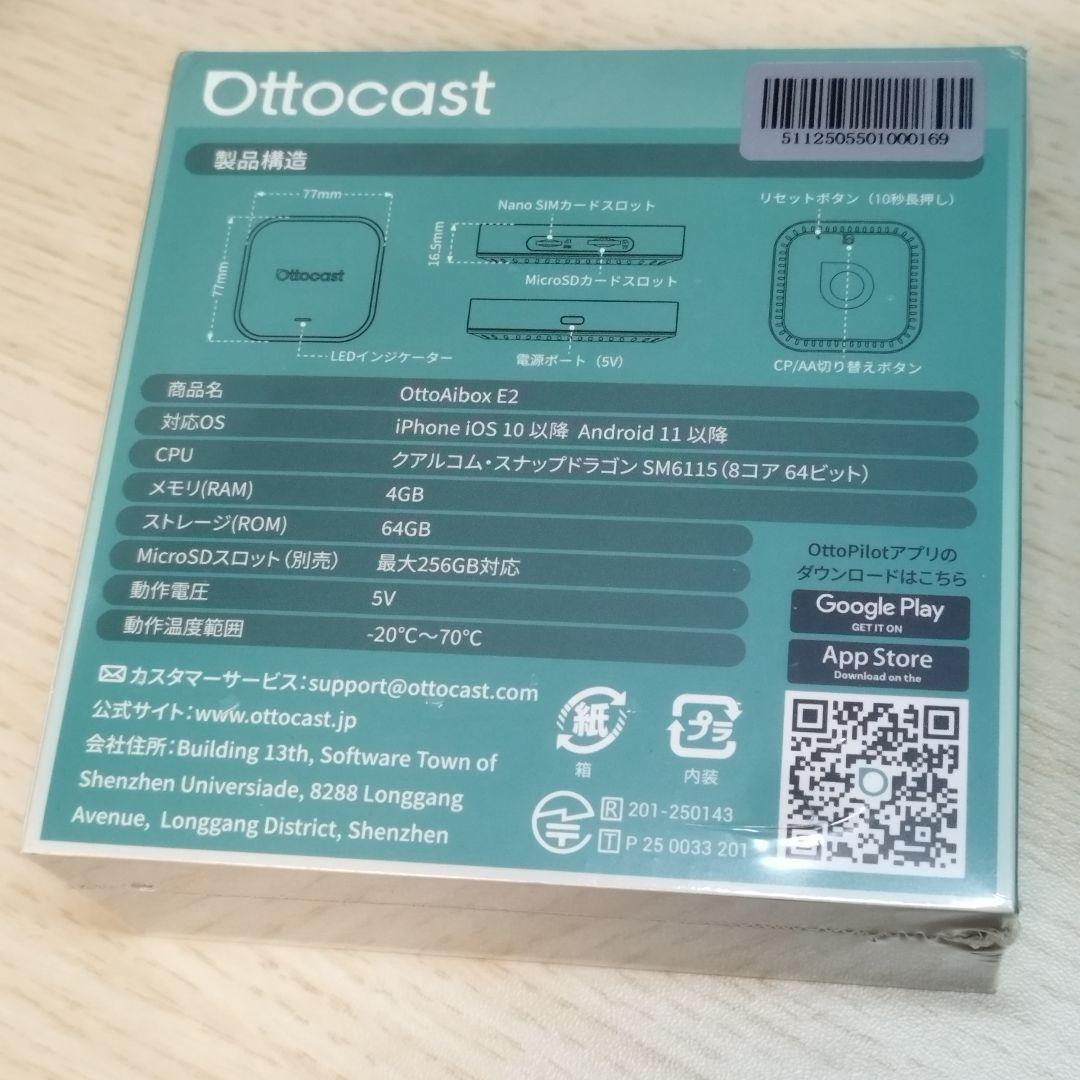 Ottocast
5112505501000169
製品構造
77mm
77mm
Ottocast
LEDインジケーター
Nano SIMカードスロット
16.5mm
MicroSDカードスロット
電源ポート（5V）
リセットボタン（10秒長押し）
CP/AA切り替えボタン
商品名 OttoAibox E2
対応OS iPhone iOS 10 以降 Android 11 以降
CPU クアルコム・スナップドラゴン SM6115（8コア 64ビット）
メモリ(RAM) 4GB
ストレージ(ROM) 64GB
MicroSDスロット（別売） 最大256GB対応
動作電圧 5V
動作温度範囲 -20℃～70℃
OttoPilotアプリの
ダウンロードはこちら
Google Play
GET IT ON
App Store
Download on the
カスタマーサービス：support@ottocast.com
公式サイト：www.ottocast.jp
会社住所：Building 13th, Software Town of
Shenzhen Universiade, 8288 Longgang
Avenue, Longgang District, Shenzhen
紙
箱
プラ
内装
R 201-250143
T P 25 0033 201